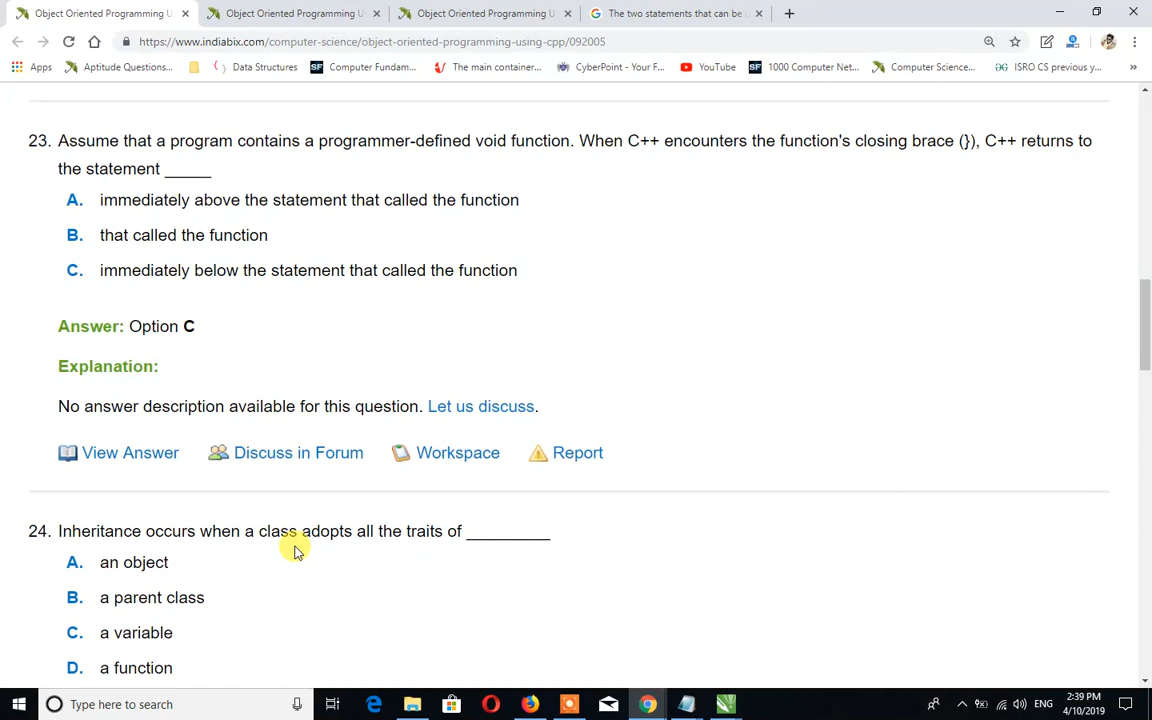 Object Oriented Programming U
Object Oriented Programming U
Object Oriented Programming U
The two statements that can be
https://www.indiabix.com/computer-science/object-oriented-programming-using-cpp/092005
Apps
Aptitude Questions...
Data Structures
SF Computer Fundam...
The main container...
CyberPoint - Your F...
YouTube
SF 1000 Computer Net...
Computer Science...
ISRO CS previous y...
23. Assume that a program contains a programmer-defined void function. When C++ encounters the function's closing brace (}), C++ returns to
the statement _____
A. immediately above the statement that called the function
B. that called the function
C. immediately below the statement that called the function
Answer: Option C
Explanation:
No answer description available for this question. Let us discuss.
View Answer
Discuss in Forum
Workspace
Report
24. Inheritance occurs when a class adopts all the traits of _________
A. an object
B. a parent class
C. a variable
D. a function
Type here to search
ENG
2:39 PM
4/10/2019